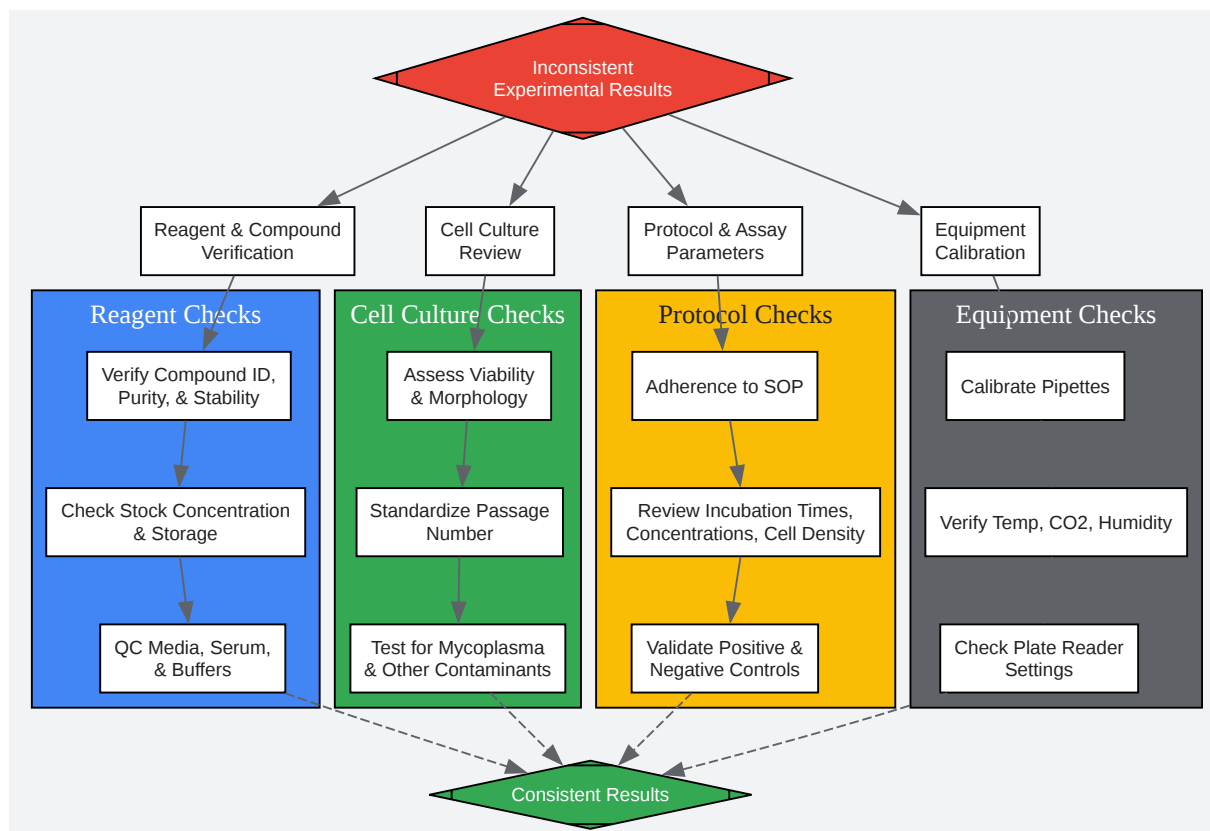 Inconsistent
Experimental Results
Reagent & Compound
Verification
Cell Culture
Review
Protocol & Assay
Parameters
Equipment
Calibration
Reagent Checks
Verify Compound ID,
Purity, & Stability
Check Stock Concentration
& Storage
QC Media, Serum,
& Buffers
Cell Culture Checks
Assess Viability
& Morphology
Standardize Passage
Number
Test for Mycoplasma
& Other Contaminants
Protocol Checks
Adherence to SOP
Review Incubation Times,
Concentrations, Cell Density
Validate Positive &
Negative Controls
Equipment Checks
Calibrate Pipettes
Verify Temp, CO2, Humidity
Check Plate Reader
Settings
Consistent Results